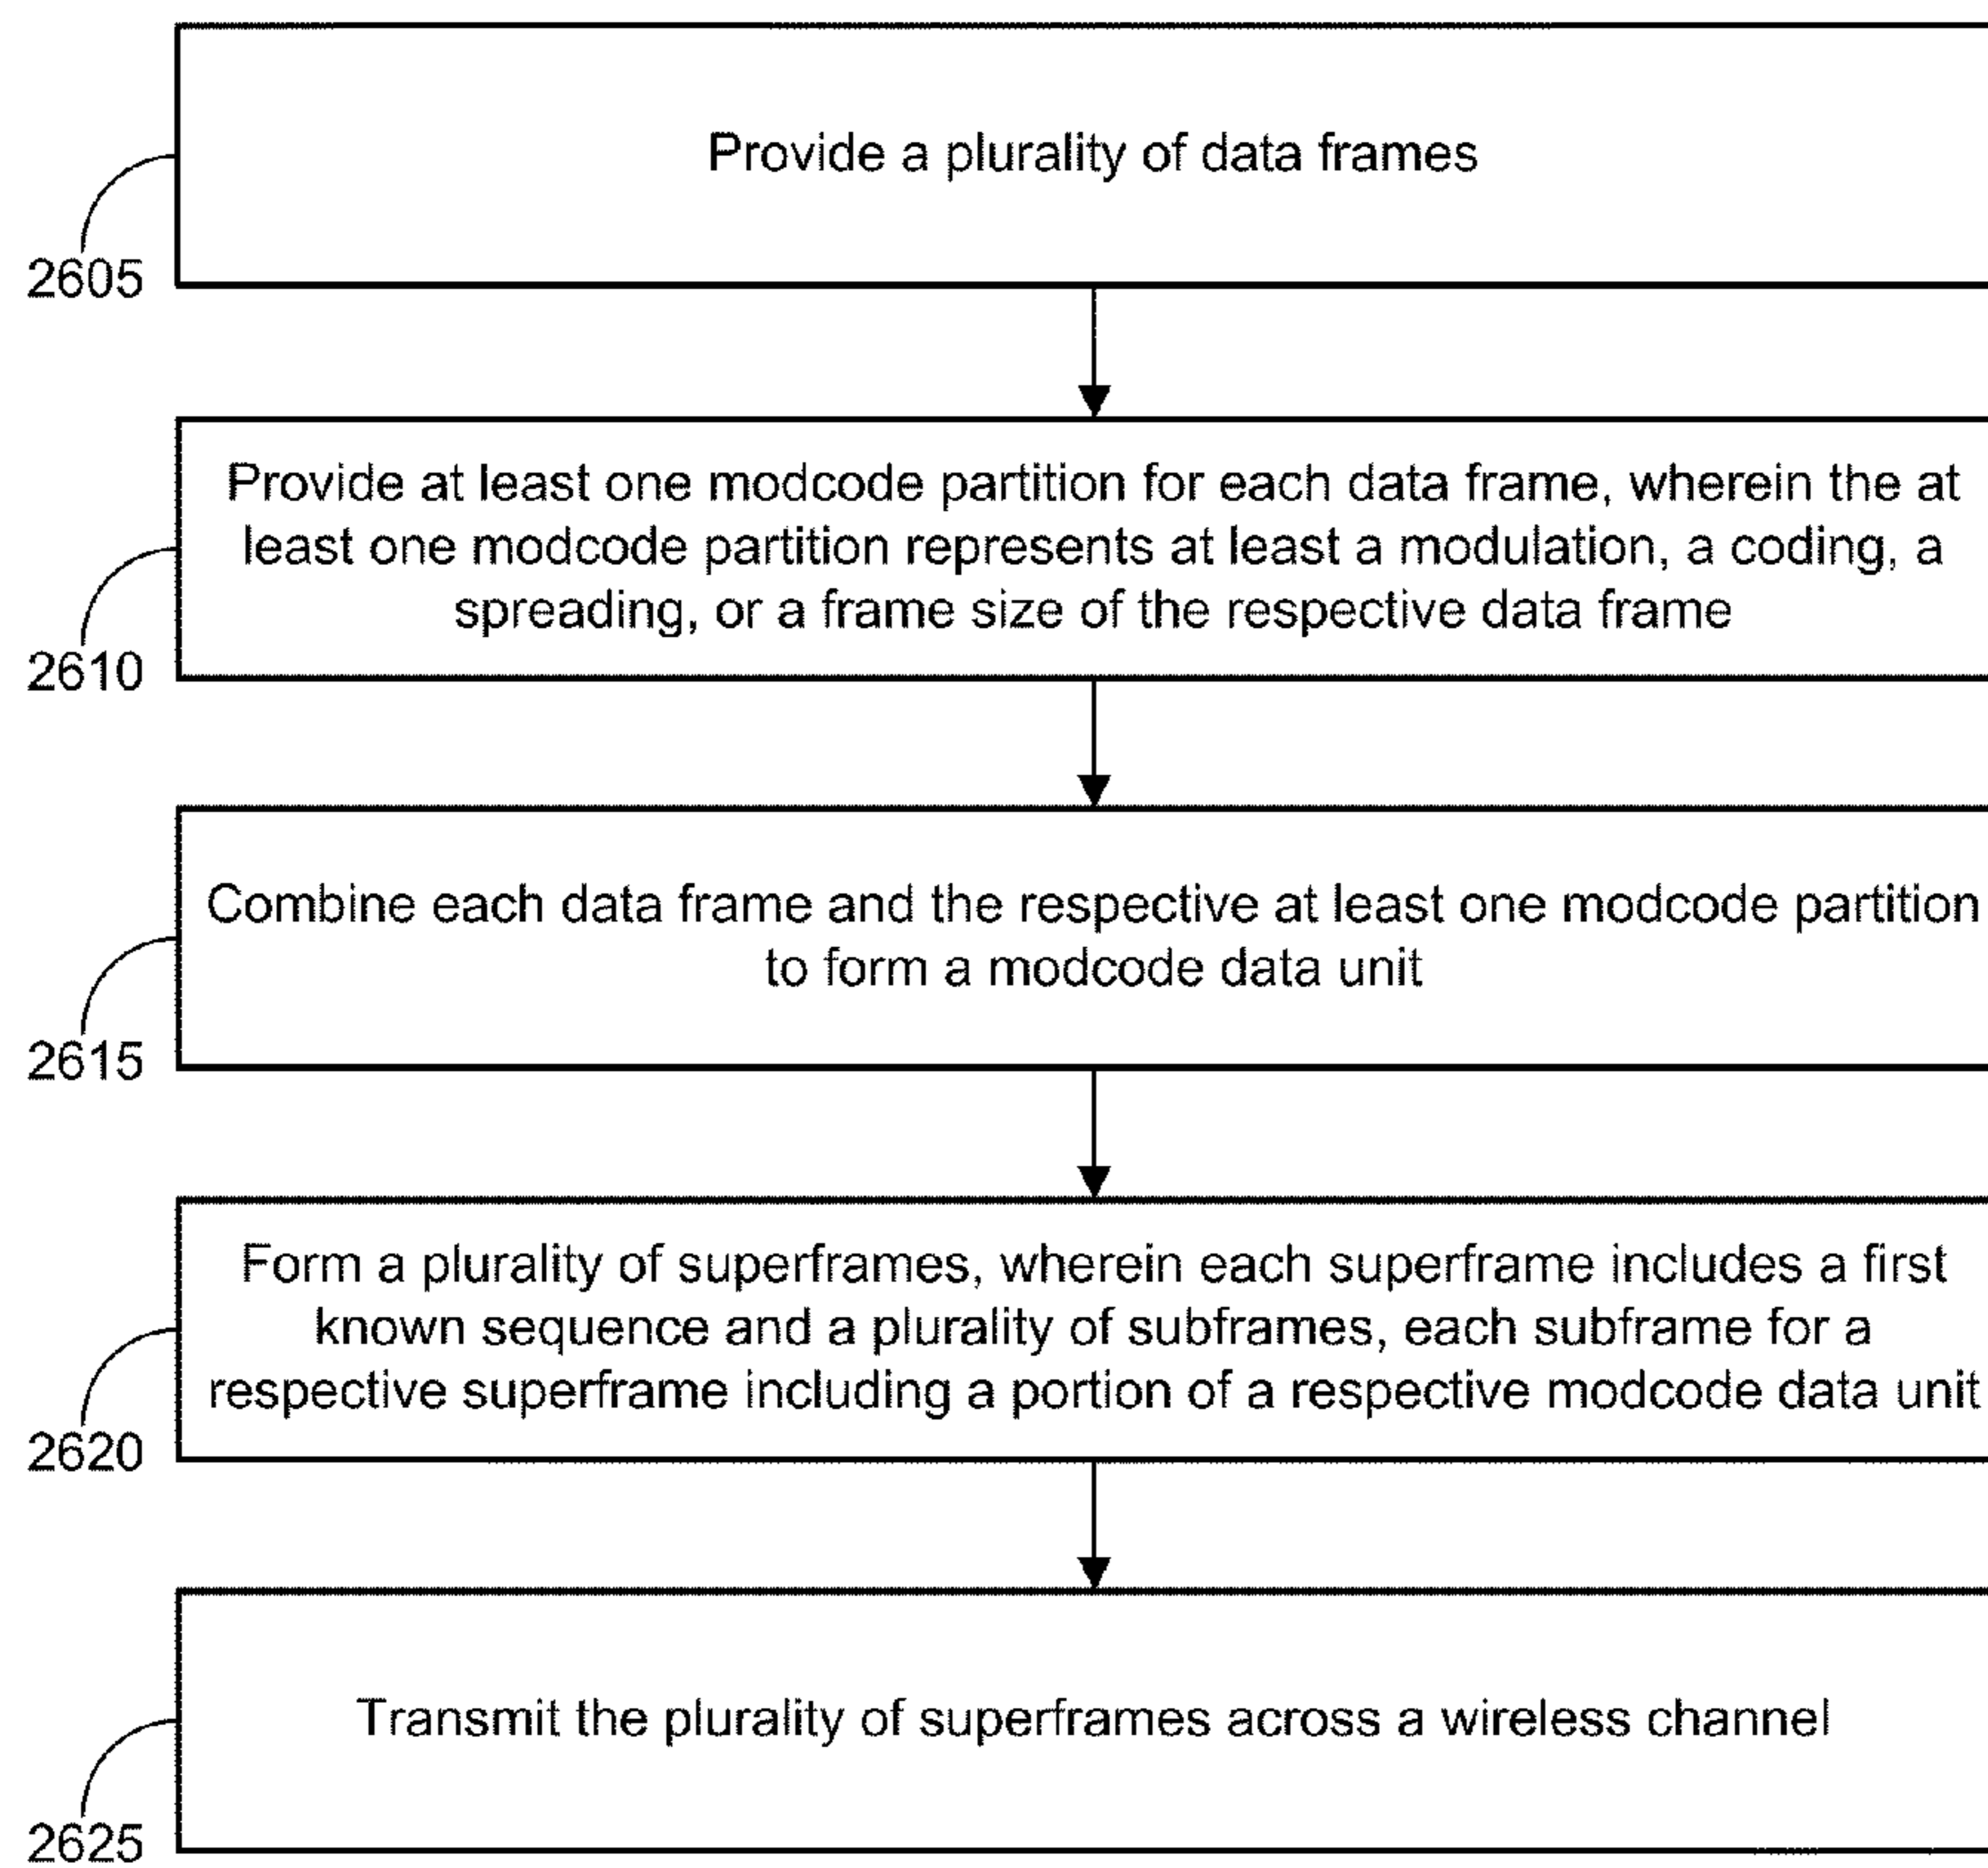 Provide a plurality of data frames
2605
Provide at least one modcode partition for each data frame, wherein the at
least one modcode partition represents at least a modulation, a coding, a
spreading, or a frame size of the respective data frame
2610
Combine each data frame and the respective at least one modcode partition
to form a modcode data unit
2615
Form a plurality of superframes, wherein each superframe includes a first
known sequence and a plurality of subframes, each subframe for a
respective superframe including a portion of a respective modcode data unit
2620
Transmit the plurality of superframes across a wireless channel
2625